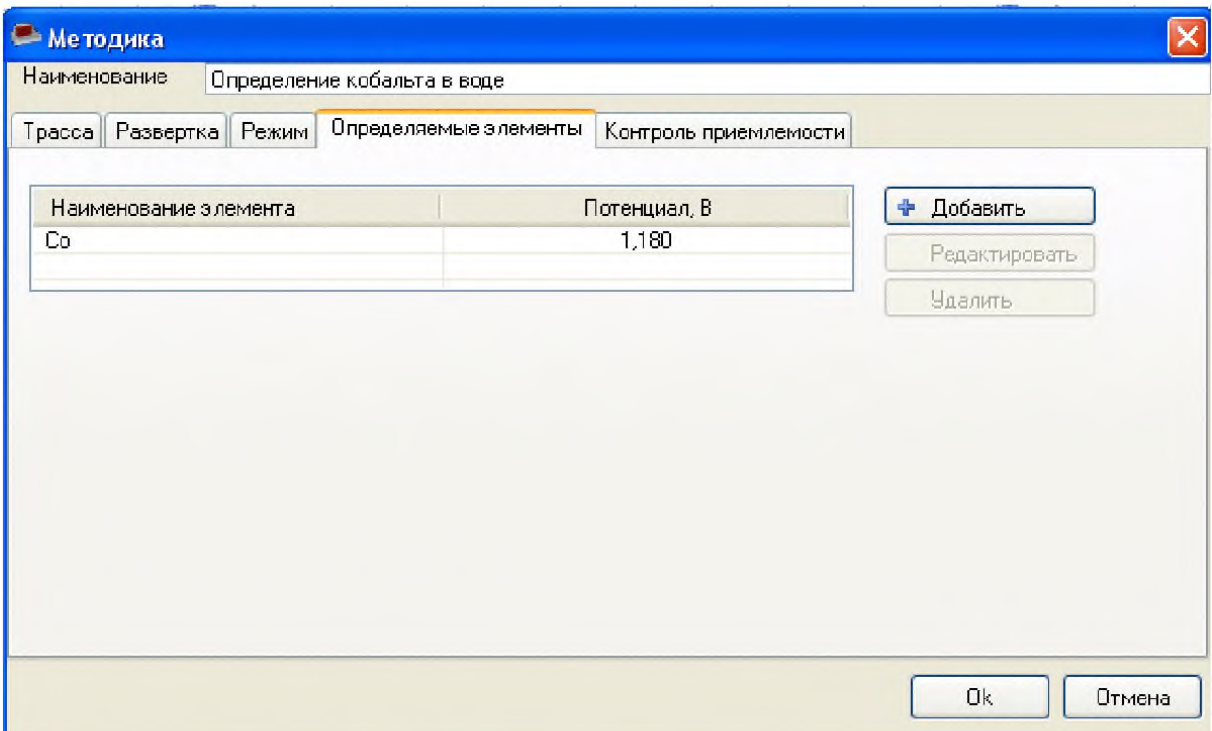 Методика
Наименование Определение кобальта в воде
Трасса Развертка Режим Определяемые элементы Контроль приемлемости
Наименование элемента Потенциал, В Добавить
Co 1,180
Редактировать
Удалить
Ok Отмена